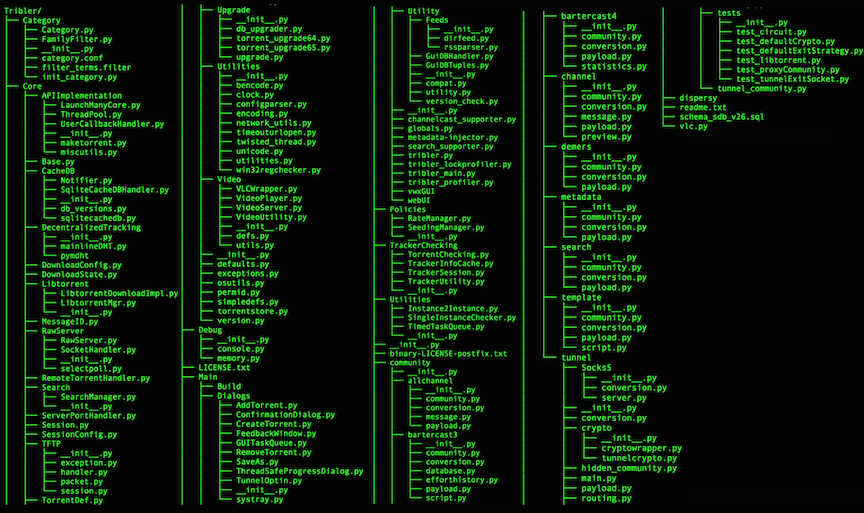 Tribler/
Category
Category.py
FamilyFilter.py
__init__.py
category.conf
filter_terms.filter
init_category.py
Core
APIImplementation
LaunchManyCore.py
ThreadPool.py
UserCallbackHandler.py
__init__.py
maketorrent.py
miscutils.py
Base.py
CacheDB
Notifier.py
SqliteCacheDBHandler.py
__init__.py
db_versions.py
sqlitecachedb.py
DecentralizedTracking
__init__.py
mainlineDHT.py
pymdht
DownloadConfig.py
DownloadState.py
Libtorrent
LibtorrentDownloadImpl.py
LibtorrentMgr.py
__init__.py
MessageID.py
RawServer
RawServer.py
SocketHandler.py
__init__.py
selectpoll.py
RemoteTorrentHandler.py
Search
SearchManager.py
__init__.py
ServerPortHandler.py
Session.py
SessionConfig.py
TFTP
__init__.py
exception.py
handler.py
packet.py
session.py
TorrentDef.py
Upgrade
__init__.py
db_upgrader.py
torrent_upgrade64.py
torrent_upgrade65.py
upgrade.py
Utilities
__init__.py
bencode.py
clock.py
configparser.py
encoding.py
network_utils.py
timeouturlopen.py
twisted_thread.py
unicode.py
utilities.py
win32regchecker.py
Video
VLCWrapper.py
VideoPlayer.py
VideoServer.py
VideoUtility.py
__init__.py
defs.py
utils.py
__init__.py
defaults.py
exceptions.py
osutils.py
permid.py
simpledefs.py
torrentstore.py
version.py
Debug
__init__.py
console.py
memory.py
LICENSE.txt
Main
Build
Dialogs
AddTorrent.py
ConfirmationDialog.py
CreateTorrent.py
FeedbackWindow.py
GUITaskQueue.py
RemoveTorrent.py
SaveAs.py
ThreadSafeProgressDialog.py
TunnelOptin.py
__init__.py
systray.py
Utility
Feeds
__init__.py
dirfeed.py
rssparser.py
GuiDBHandler.py
GuiDBTuples.py
__init__.py
compat.py
utility.py
version_check.py
__init__.py
channelcast_supporter.py
globals.py
metadata-injector.py
search_supporter.py
tribler.py
tribler_lockprofiler.py
tribler_main.py
tribler_profiler.py
vwxGUI
webUI
Policies
RateManager.py
SeedingManager.py
__init__.py
TrackerChecking
TorrentChecking.py
TrackerInfoCache.py
TrackerSession.py
TrackerUtility.py
__init__.py
Utilities
Instance2Instance.py
SingleInstanceChecker.py
TimedTaskQueue.py
__init__.py
__init__.py
binary-LICENSE-postfix.txt
community
__init__.py
allchannel
__init__.py
community.py
conversion.py
message.py
payload.py
bartercast3
__init__.py
community.py
conversion.py
database.py
efforthistory.py
payload.py
script.py
bartercast4
__init__.py
community.py
conversion.py
payload.py
statistics.py
channel
__init__.py
community.py
conversion.py
message.py
payload.py
preview.py
demers
__init__.py
community.py
conversion.py
payload.py
metadata
__init__.py
community.py
conversion.py
payload.py
search
__init__.py
community.py
conversion.py
payload.py
template
__init__.py
community.py
conversion.py
payload.py
script.py
tunnel
Socks5
__init__.py
conversion.py
server.py
__init__.py
conversion.py
crypto
__init__.py
cryptowrapper.py
tunnelcrypto.py
hidden_community.py
main.py
payload.py
routing.py
tests
__init__.py
test_circuit.py
test_defaultCrypto.py
test_defaultExitStrategy.py
test_libtorrent.py
test_proxyCommunity.py
test_tunnelExitSocket.py
tunnel_community.py
dispersy
readme.txt
schema_sdb_v26.sql
vlc.py